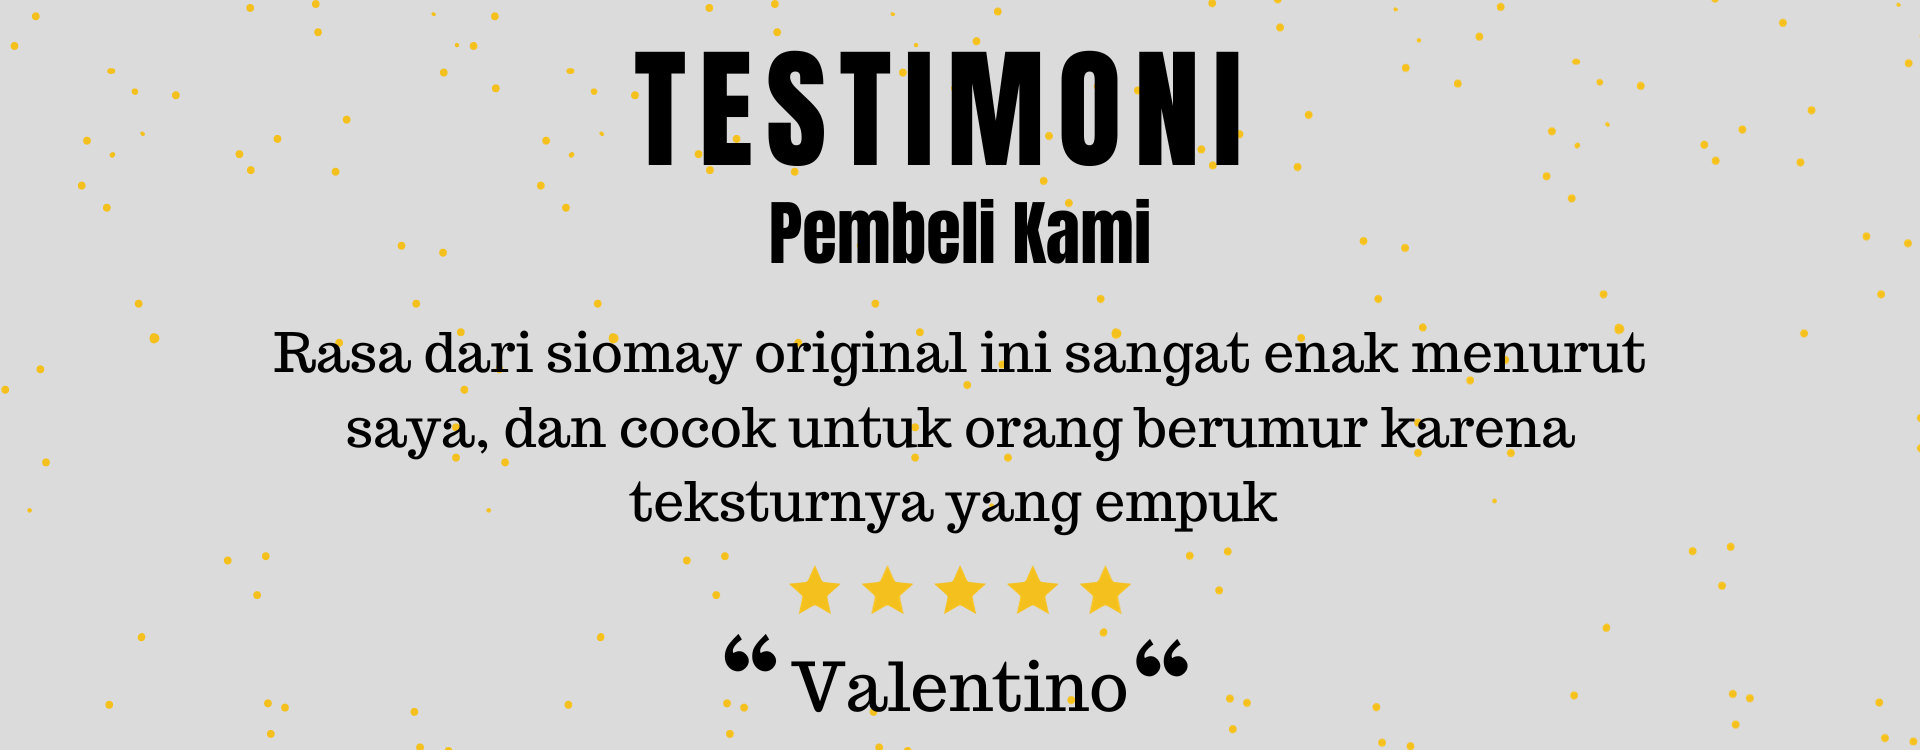 TESTIMONI
Pembeli Kami
Rasa dari siomay original ini sangat enak menurut
saya, dan cocok untuk orang berumur karena
teksturnya yang empuk
“Valentino“